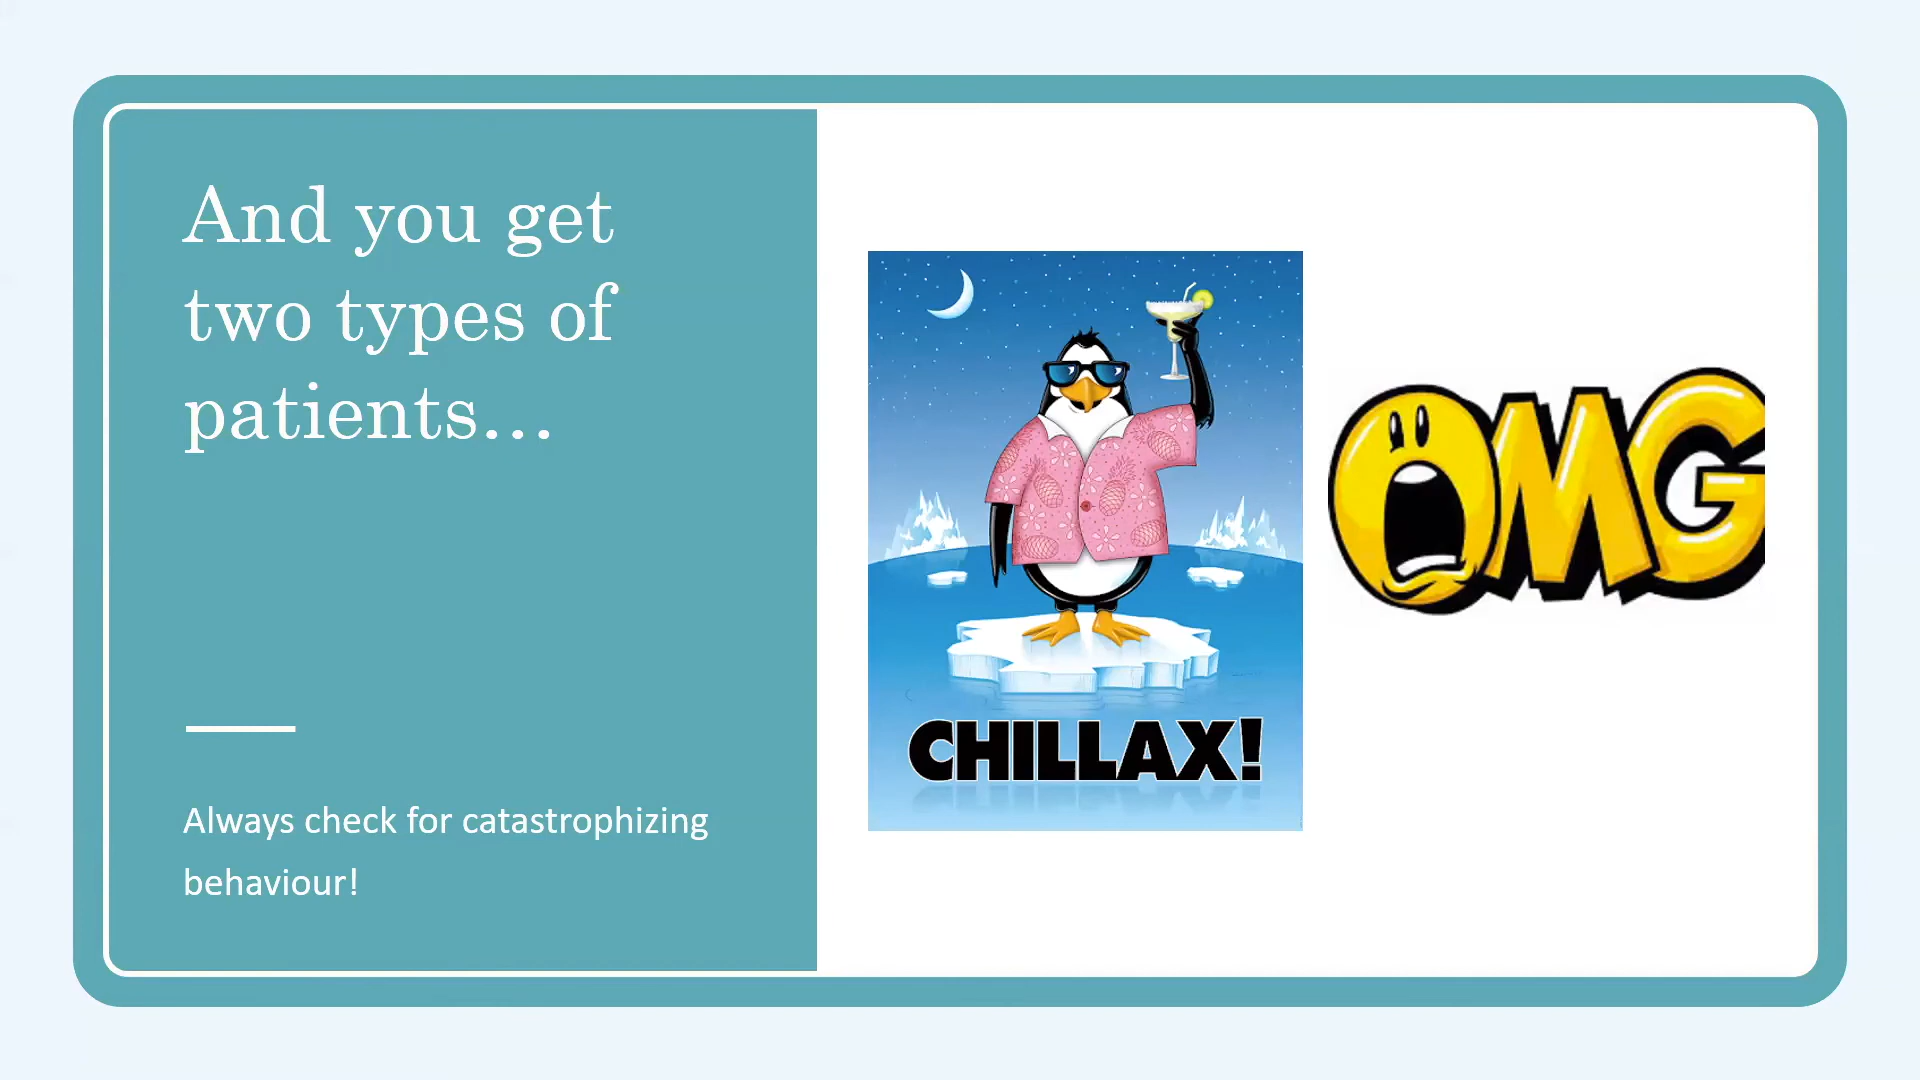 And you get
two types of
patients...
Always check for catastrophizing
behaviour!
CHILLAX!
OMG